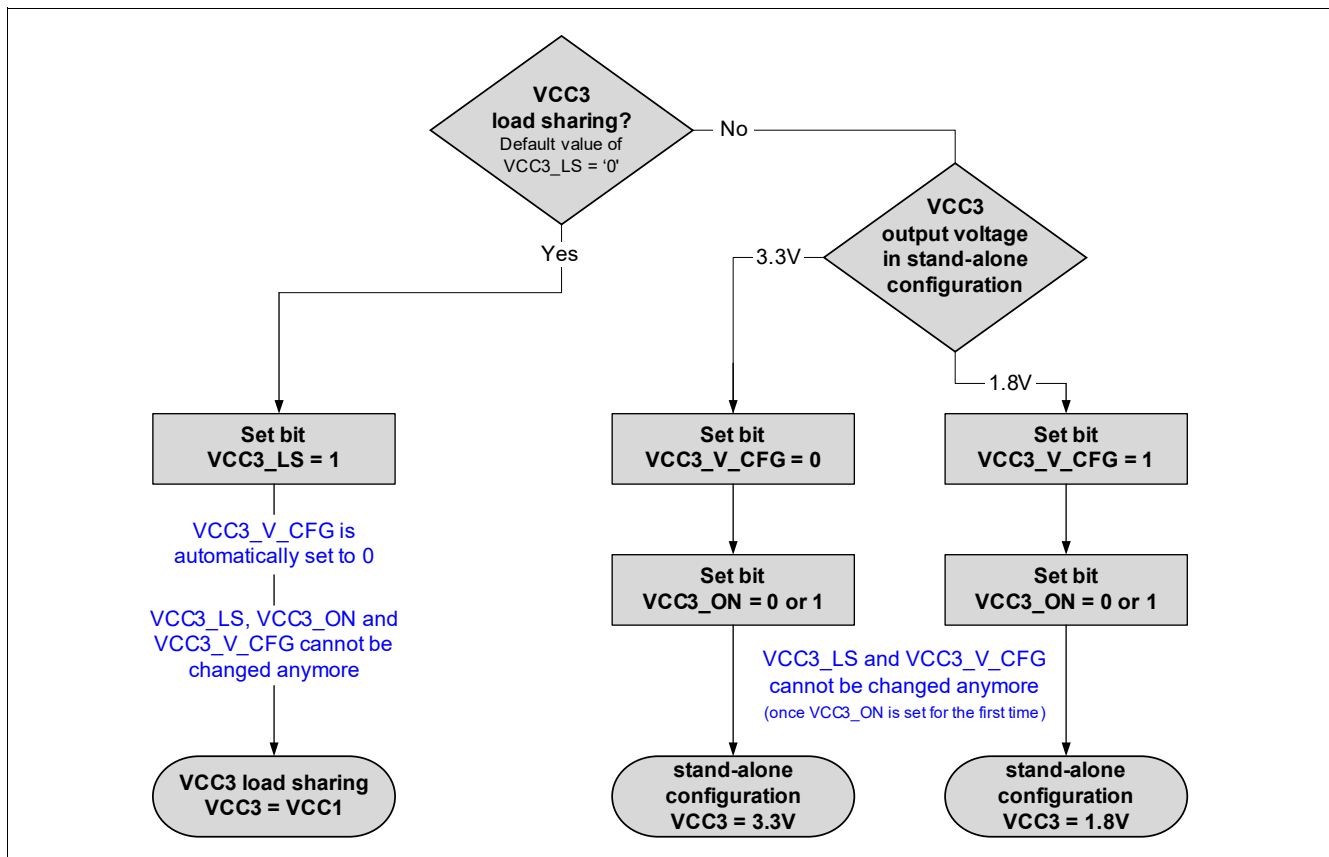 VCC3
load sharing?
Default value of
VCC3_LS = ‘0'
No
Yes
VCC3
output voltage
in stand-alone
configuration
3.3V
1.8V
Set bit
VCC3_LS = 1
VCC3_V_CFG is
automatically set to 0
VCC3_LS, VCC3_ON and
VCC3_V_CFG cannot be
changed anymore
VCC3 load sharing
VCC3 = VCC1
Set bit
VCC3_V_CFG = 0
Set bit
VCC3_ON = 0 or 1
Set bit
VCC3_V_CFG = 1
Set bit
VCC3_ON = 0 or 1
VCC3_LS and VCC3_V_CFG
cannot be changed anymore
(once VCC3_ON is set for the first time)
stand-alone
configuration
VCC3 = 3.3V
stand-alone
configuration
VCC3 = 1.8V